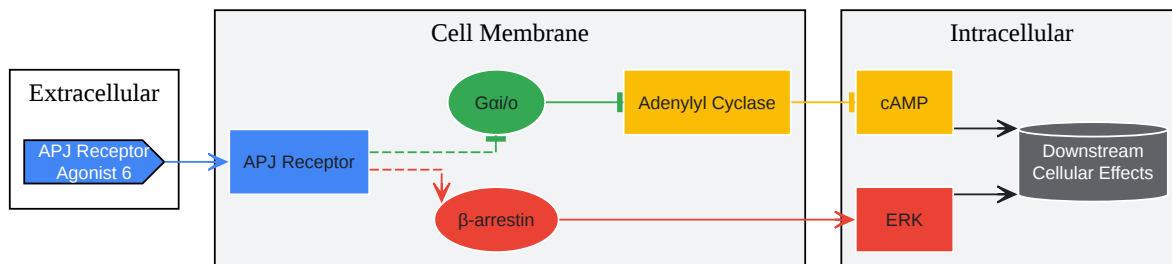 Cell Membrane
Intracellular
Extracellular
Gαi/o
Adenylyl Cyclase
cAMP
APJ Receptor
Agonist 6
APJ Receptor
Downstream
Cellular Effects
β-arrestin
ERK